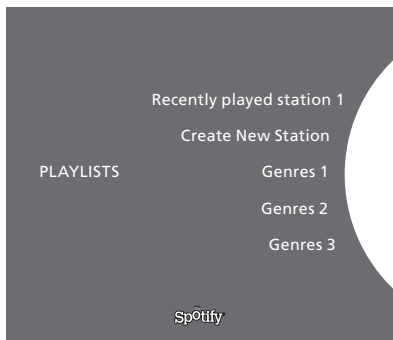 Recently played station 1
Create New Station
PLAYLISTS Genres 1
Genres 2
Genres 3
Spotify